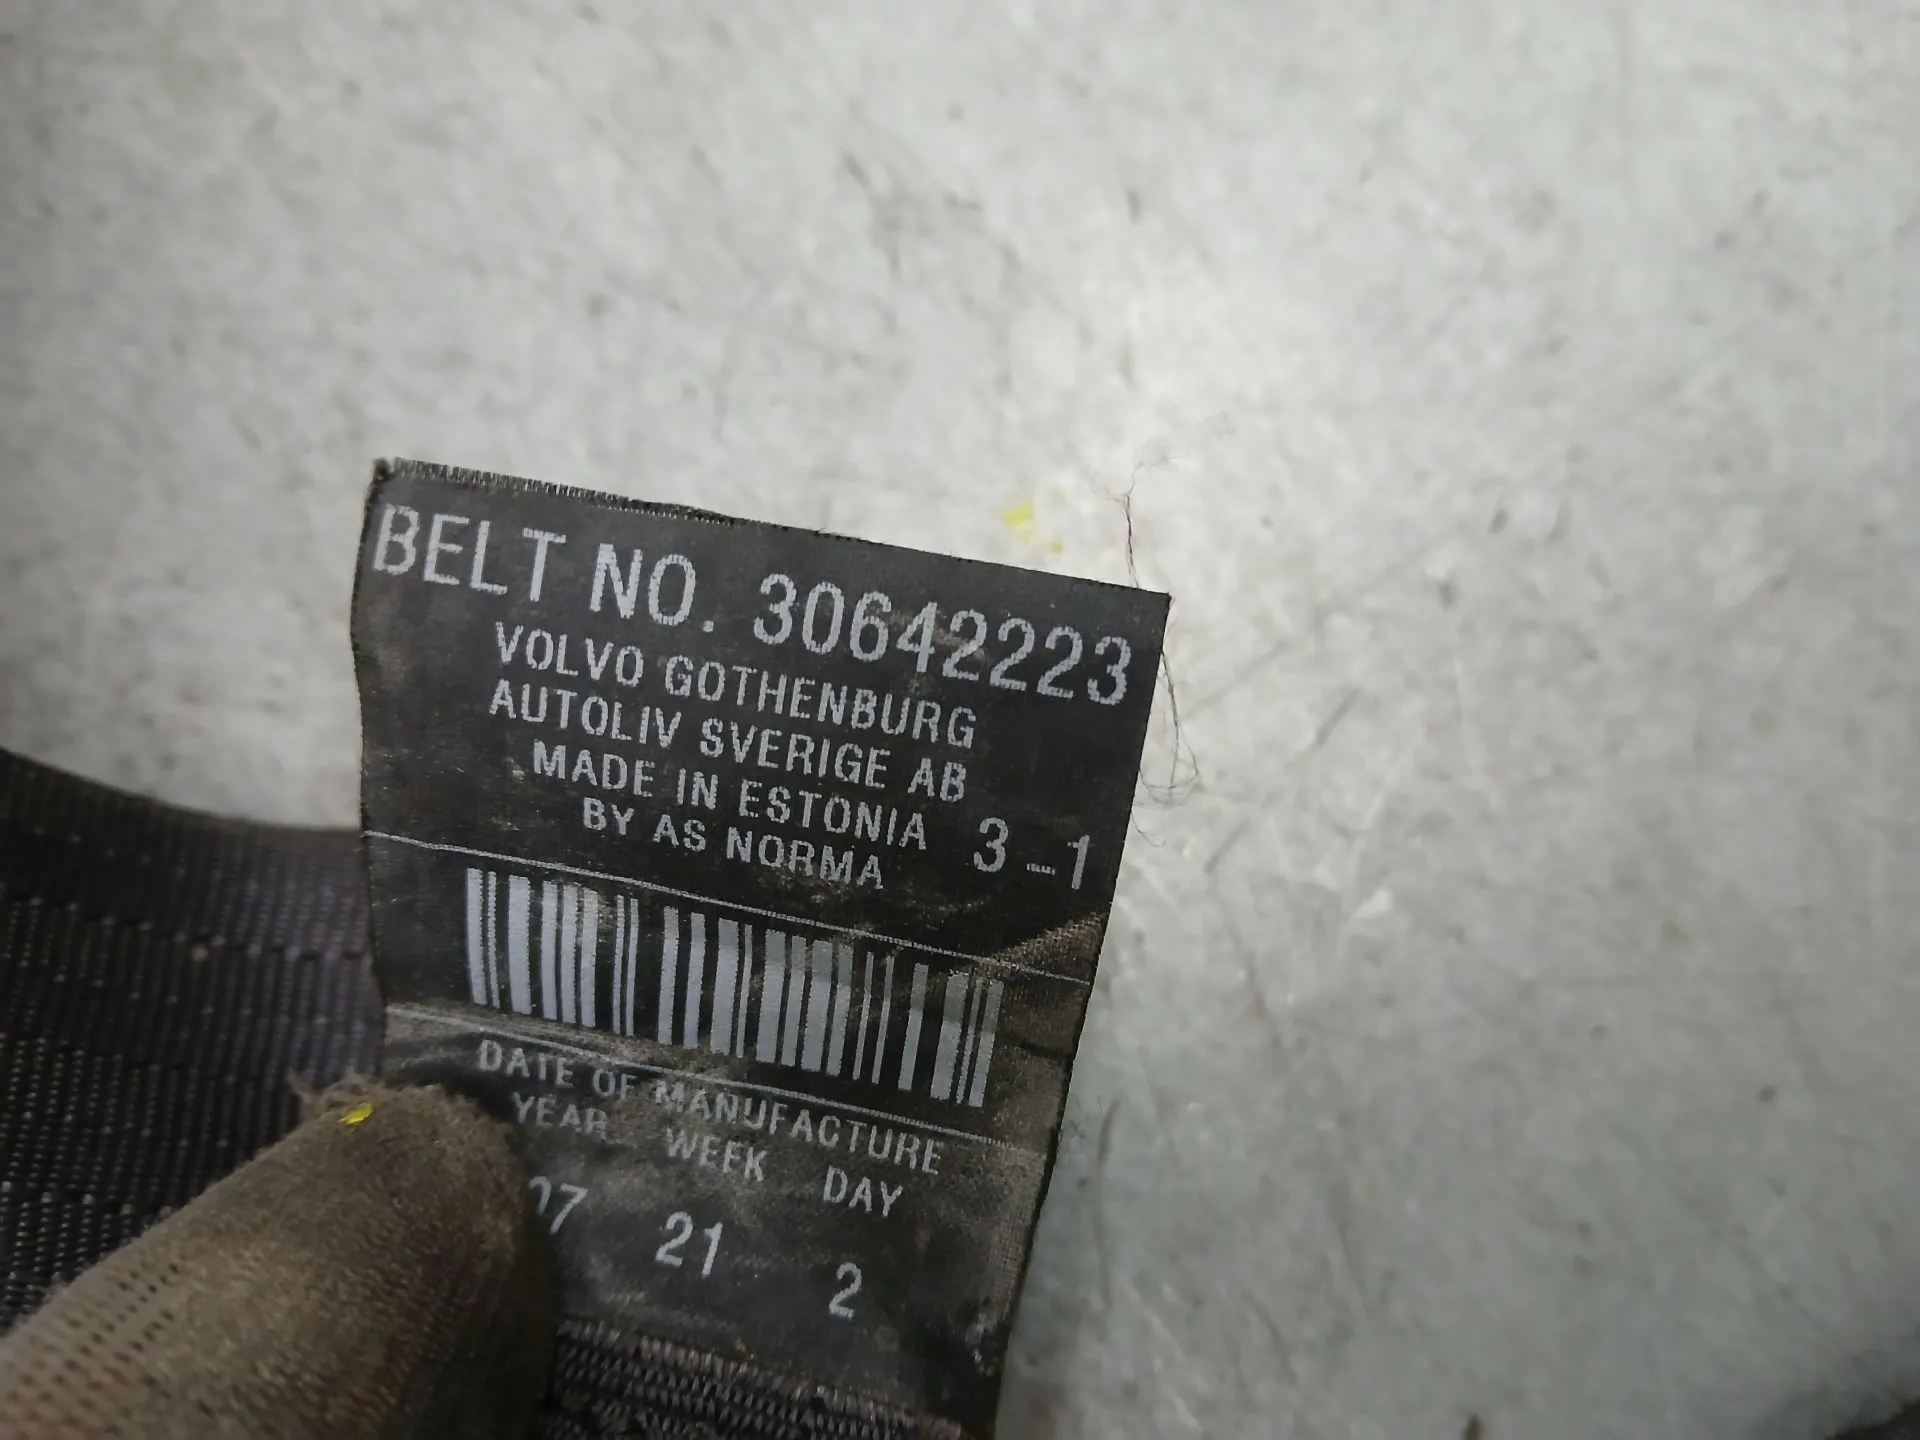 BELT NO. 30642223
VOLVO GOTHENBURG
AUTOLIV SVERIGE AB
MADE IN ESTONIA
BY AS NORMA 3-1
DATE OF MANUFACTURE
YEAR WEEK DAY
07 21 2